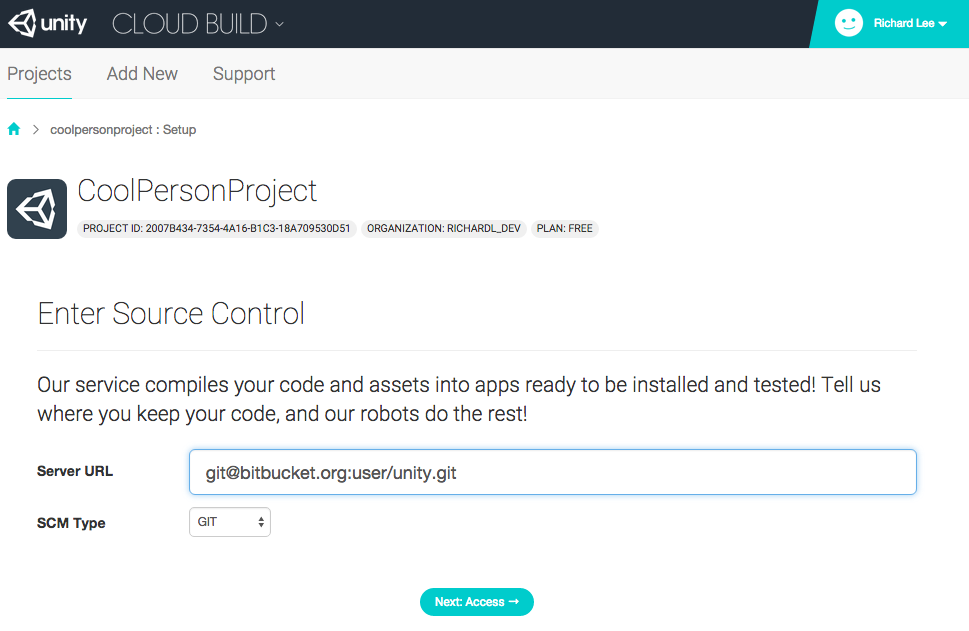 unity CLOUD BUILD Richard Lee
Projects Add New Support
coolpersonproject : Setup
CoolPersonProject
PROJECT ID: 2007B434-7354-4A16-B1C3-18A709530D51 ORGANIZATION: RICHARDL_DEV PLAN: FREE
Enter Source Control
Our service compiles your code and assets into apps ready to be installed and tested! Tell us
where you keep your code, and our robots do the rest!
Server URL git@bitbucket.org:user/unity.git
SCM Type GIT
Next: Access →